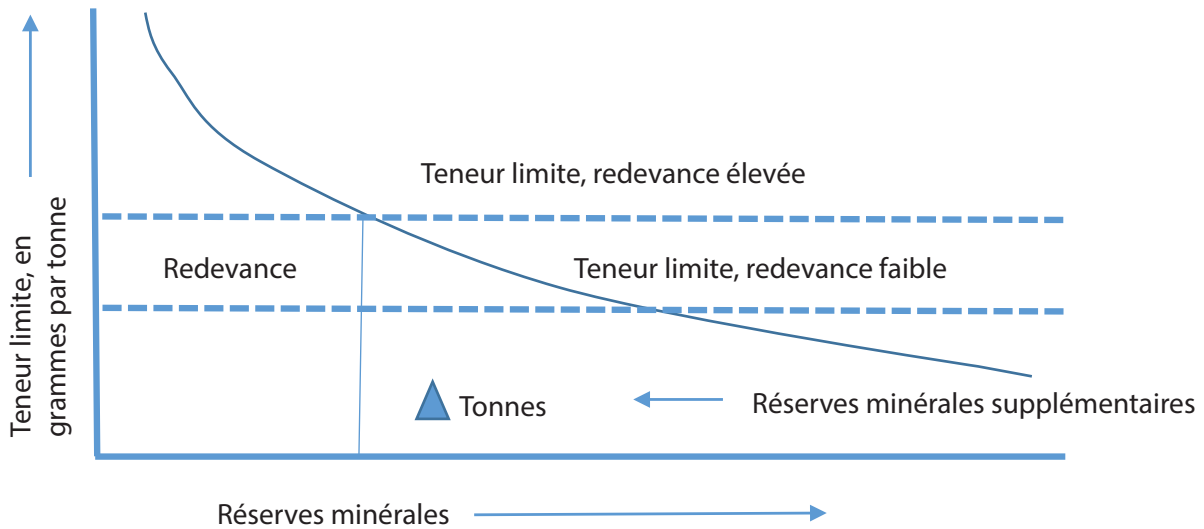 Teneur limite, en
grammes par tonne
Teneur limite, redevance élevée
Redevance
Teneur limite, redevance faible
Tonnes
Réserves minérales supplémentaires
Réserves minérales